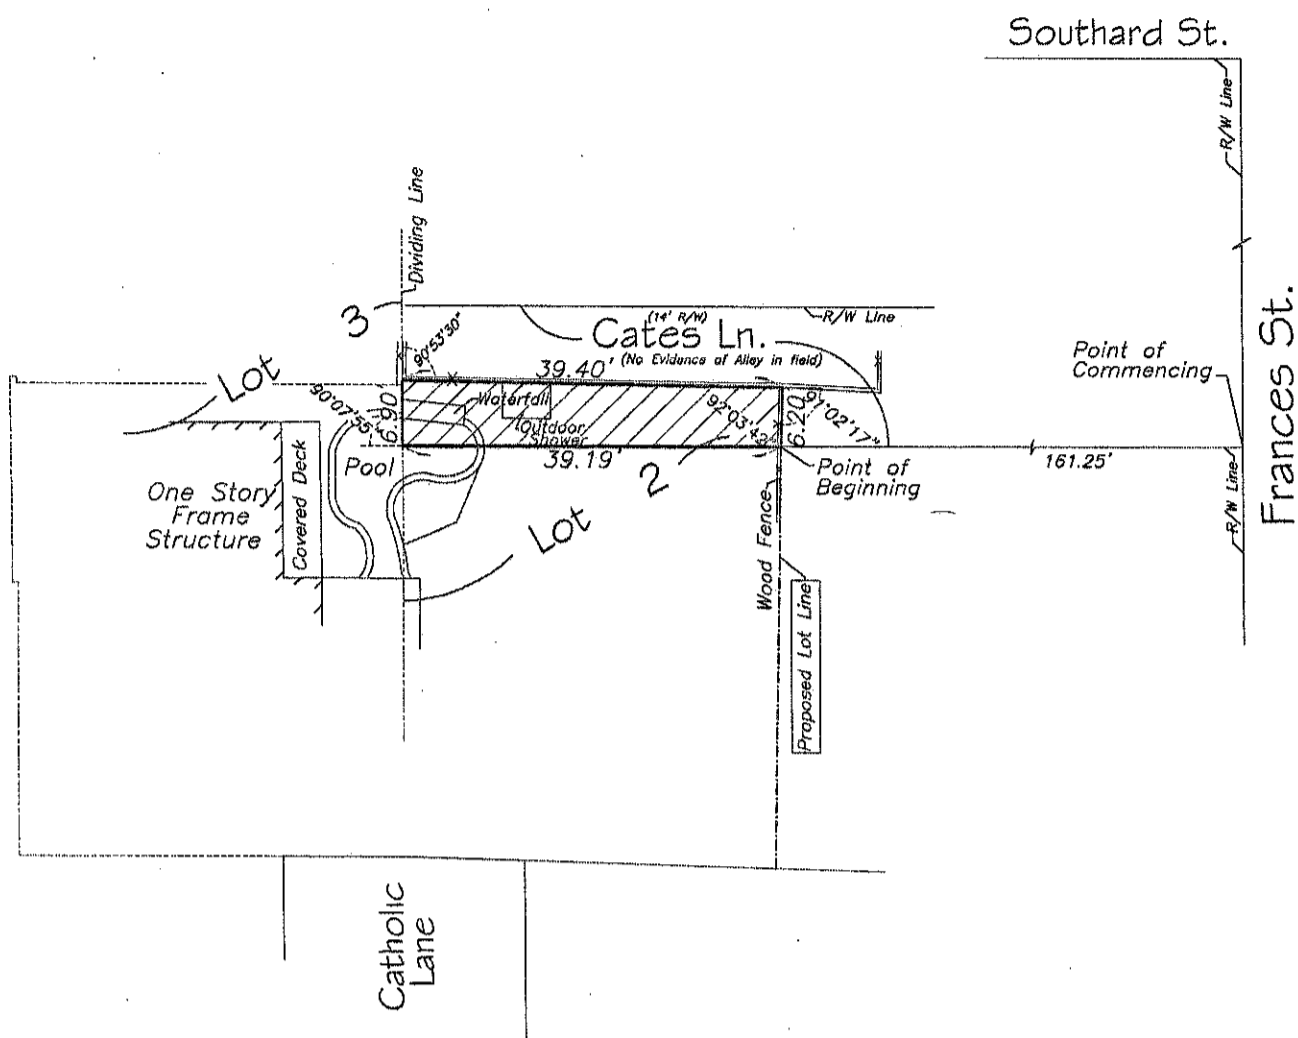 Southard St.
R/W Line
Dividing Line
3
(14' R/W)
R/W Line
Cates Ln.
(No Evidence of Alley in field)
90°53'30"
39.40'
Point of
Commencing
Lot
90°07'55"
6.90'
Waterfall
Outdoor
Shower
92°03'43"
6.20'
91°02'17"
Frances St.
Pool
39.19'
2
Point of
Beginning
161.25'
R/W Line
One Story
Frame
Structure
Covered Deck
Lot
Wood Fence
Proposed Lot Line
Catholic
Lane